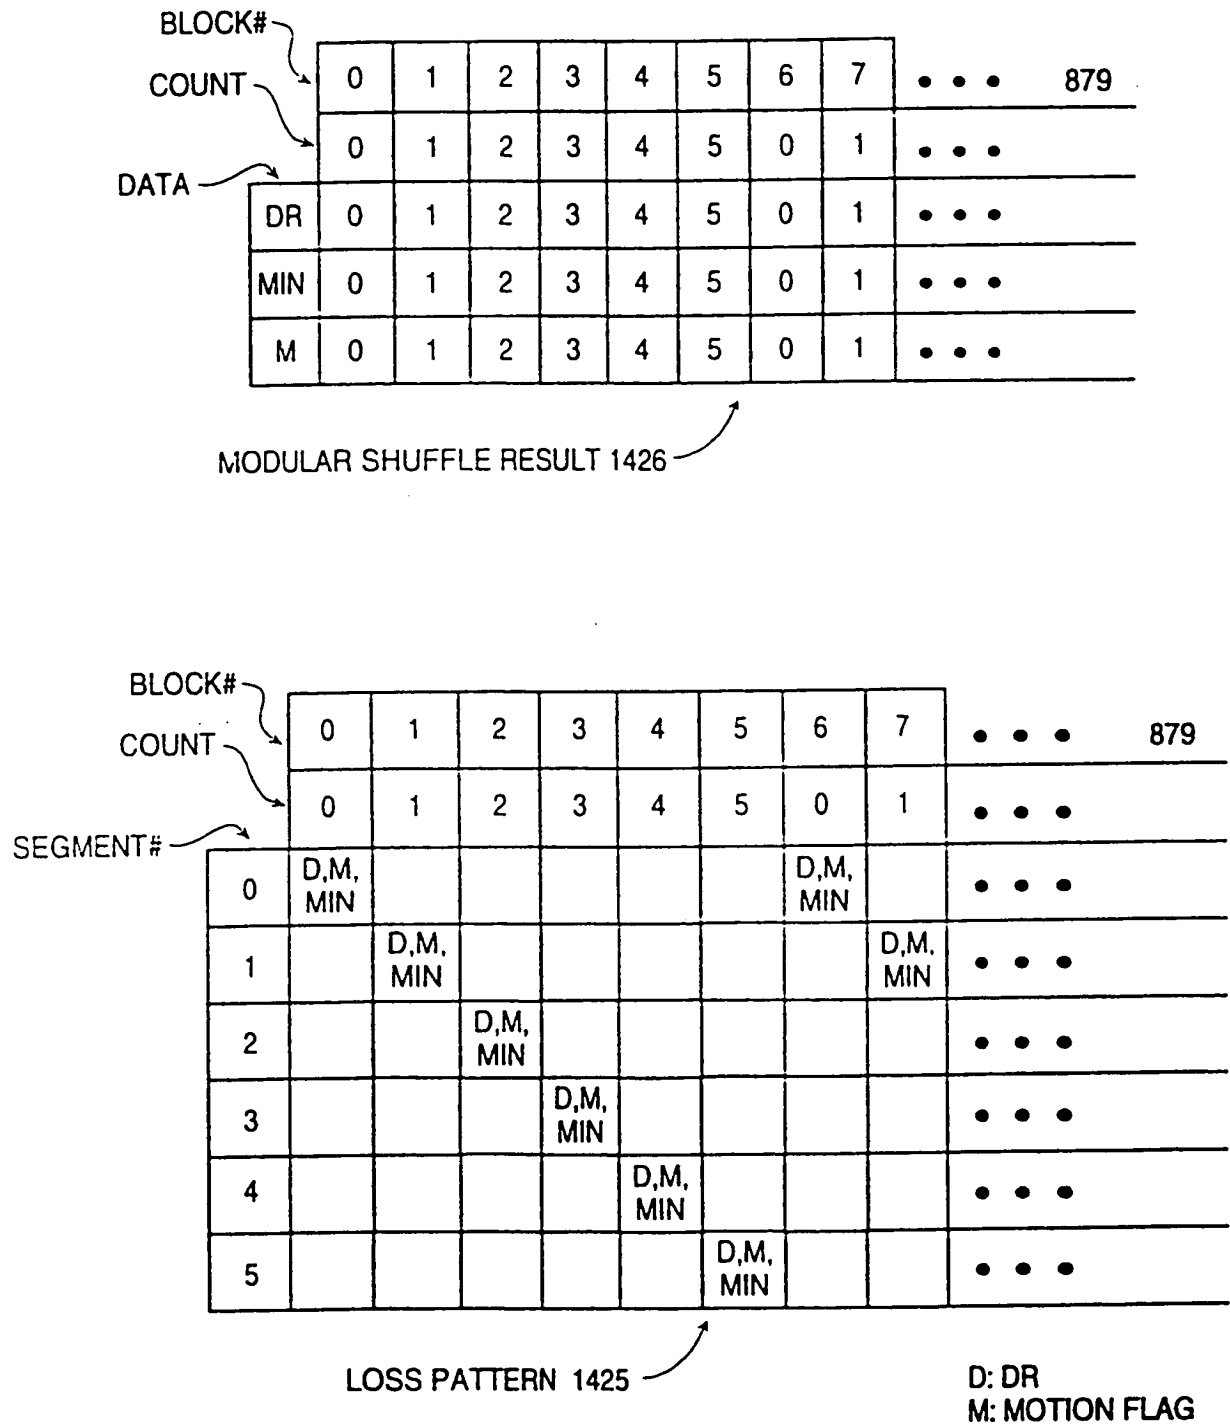 BLOCK#
0 1 2 3 4 5 6 7 • • • 879
COUNT
0 1 2 3 4 5 0 1 • • •
DATA
DR 0 1 2 3 4 5 0 1 • • •
MIN 0 1 2 3 4 5 0 1 • • •
M 0 1 2 3 4 5 0 1 • • •
MODULAR SHUFFLE RESULT 1426
BLOCK#
0 1 2 3 4 5 6 7 • • • 879
COUNT
0 1 2 3 4 5 0 1 • • •
SEGMENT#
0 D,M, MIN D,M, MIN • • •
1 D,M, MIN D,M, MIN • • •
2 D,M, MIN • • •
3 D,M, MIN • • •
4 D,M, MIN • • •
5 D,M, MIN • • •
LOSS PATTERN 1425
D: DR
M: MOTION FLAG